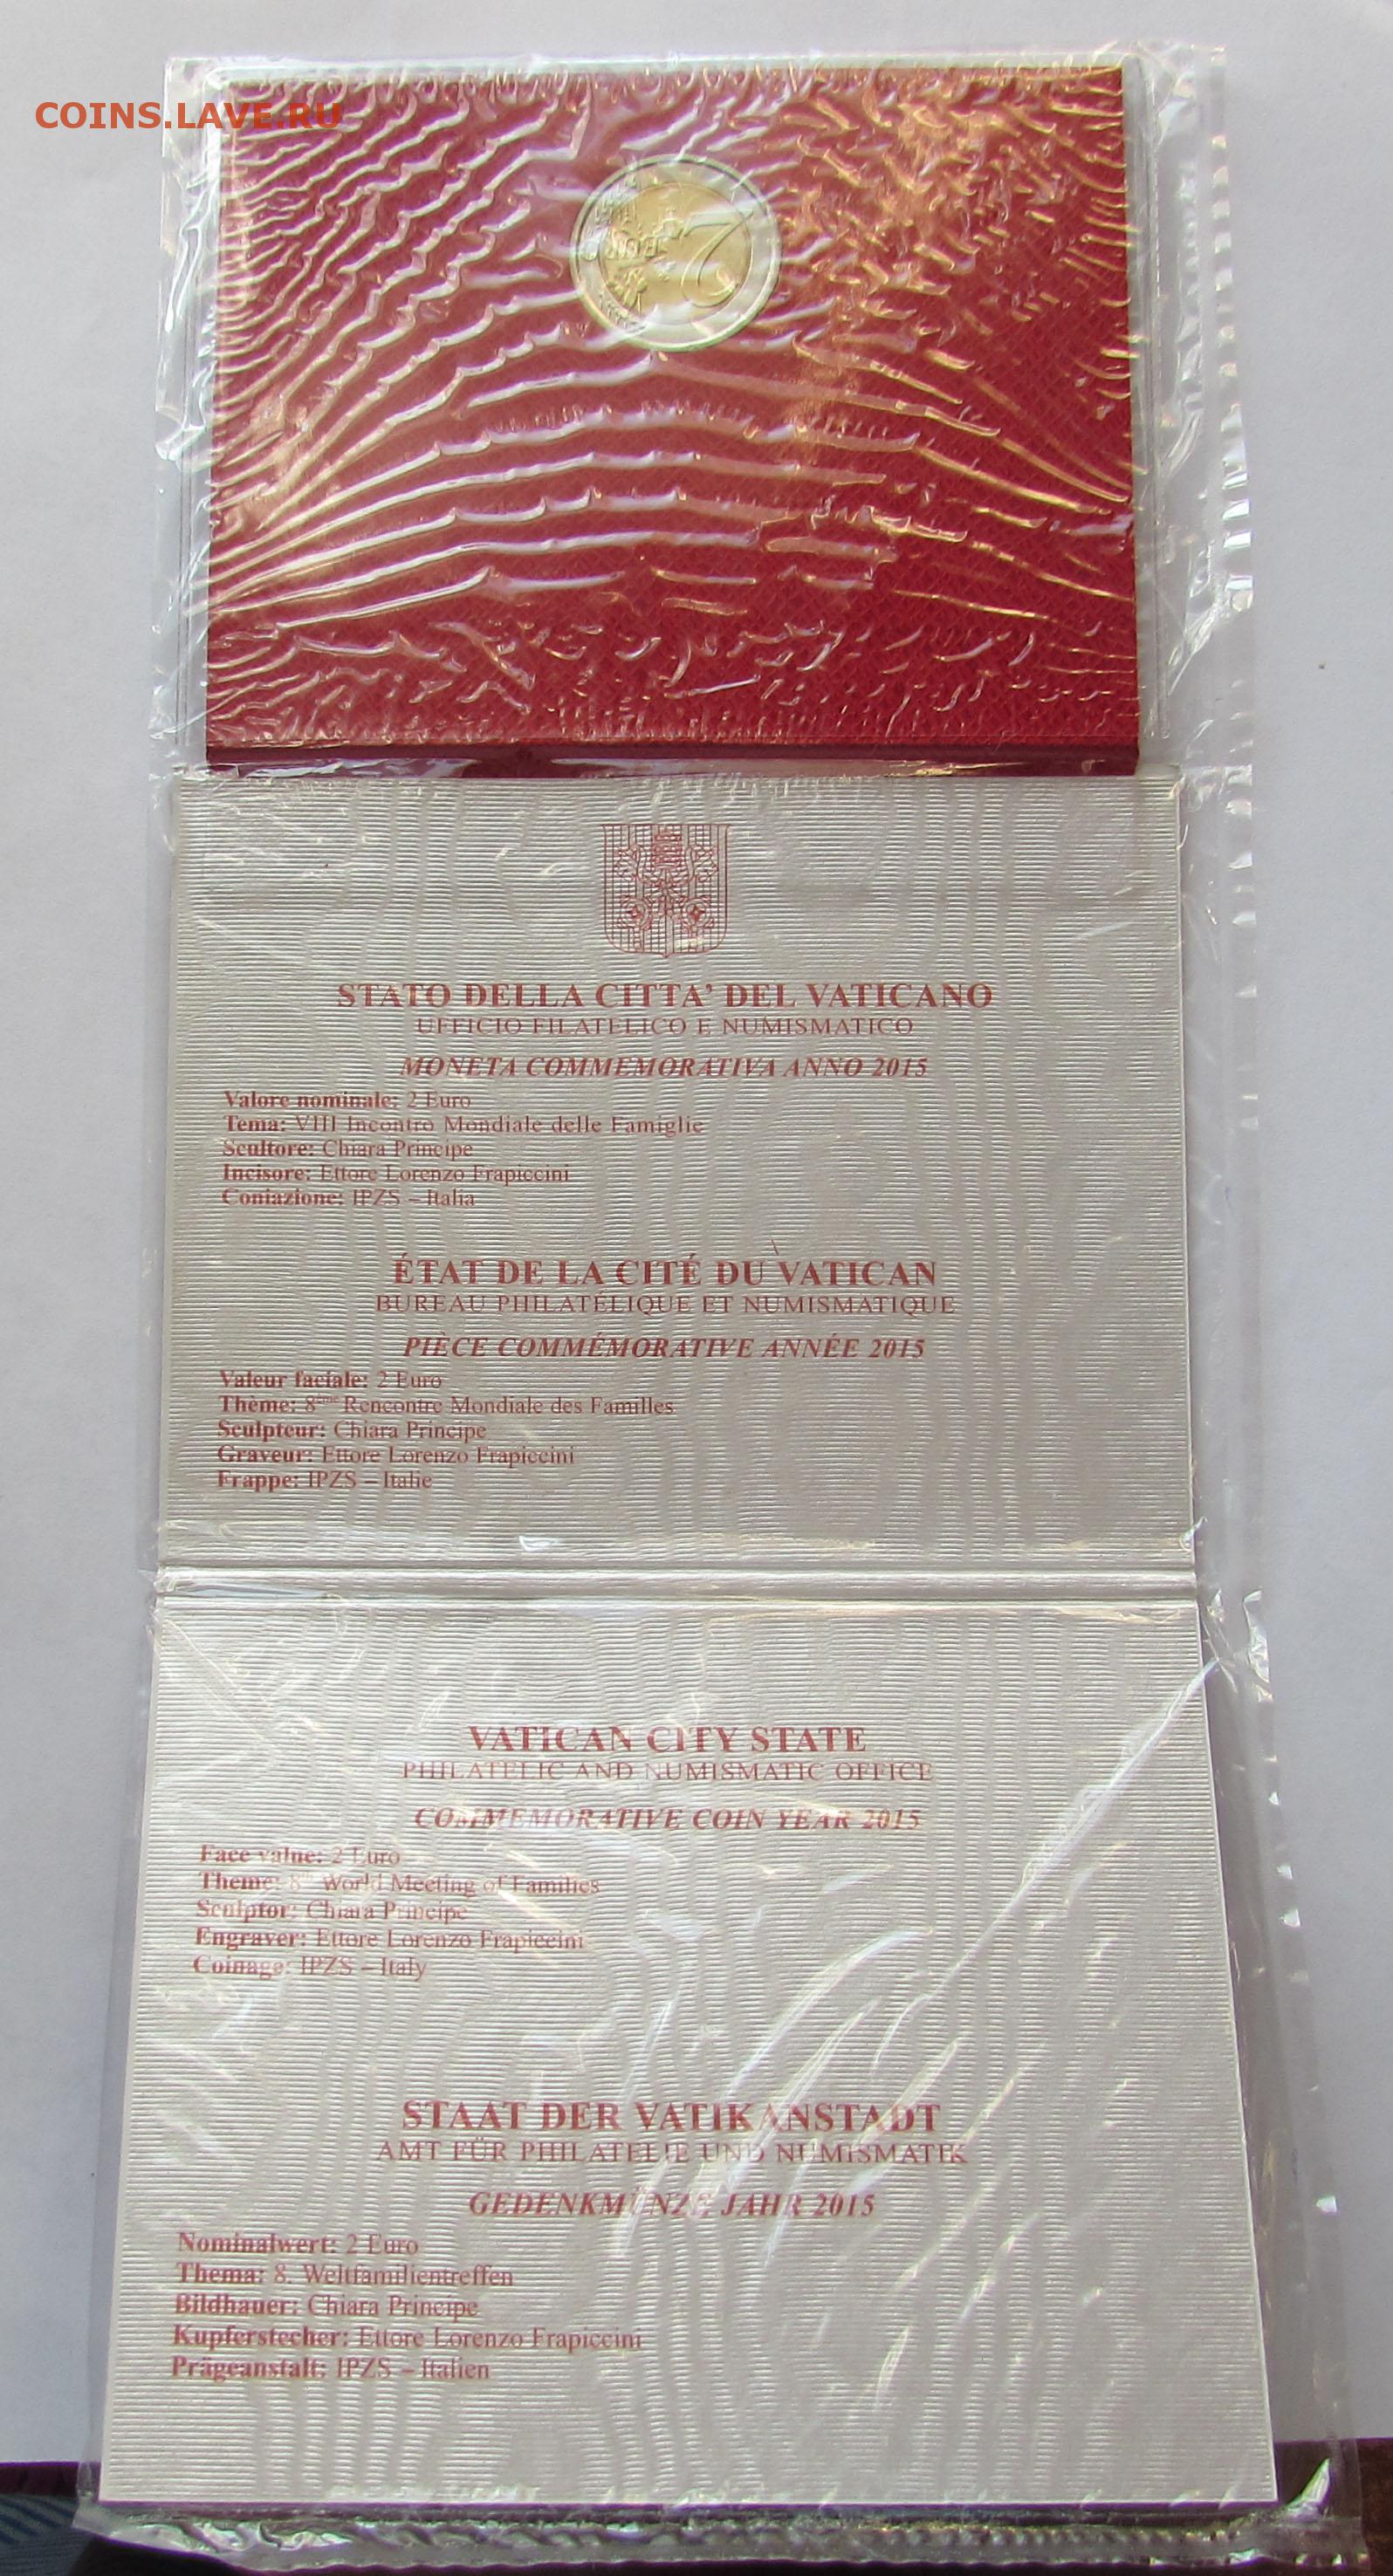 COINS.LAVE.RU
2 EURO
STATO DELLA CITTA' DEL VATICANO
UFFICIO FILATELICO E NUMISMATICO
MONETA COMMEMORATIVA ANNO 2015
Valore nominale: 2 Euro
Tema: VIII Incontro Mondiale delle Famiglie
Scultore: Chiara Principe
Incisore: Ettore Lorenzo Frapiccini
Coniazione: IPZS – Italia
ÉTAT DE LA CITÉ DU VATICAN
BUREAU PHILATÉLIQUE ET NUMISMATIQUE
PIÈCE COMMÉMORATIVE ANNÉE 2015
Valeur faciale: 2 Euro
Thème: 8ème Rencontre Mondiale des Familles
Sculpteur: Chiara Principe
Graveur: Ettore Lorenzo Frapiccini
Frappe: IPZS – Italie
VATICAN CITY STATE
PHILATELIC AND NUMISMATIC OFFICE
COMMEMORATIVE COIN YEAR 2015
Face value: 2 Euro
Theme: 8th World Meeting of Families
Sculptor: Chiara Principe
Engraver: Ettore Lorenzo Frapiccini
Coinage: IPZS – Italy
STAAT DER VATIKANSTADT
AMT FÜR PHILATELIE UND NUMISMATIK
GEDENKMÜNZE JAHR 2015
Nominalwert: 2 Euro
Thema: 8. Weltfamilientreffen
Bildhauer: Chiara Principe
Kupferstecher: Ettore Lorenzo Frapiccini
Prägeanstalt: IPZS – Italien